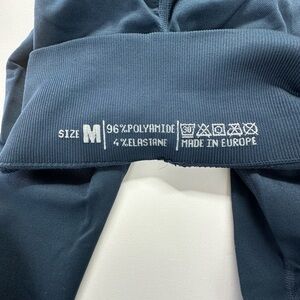 SIZE M 96%POLYAMIDE 30
4%ELASTANE MADE IN EUROPE